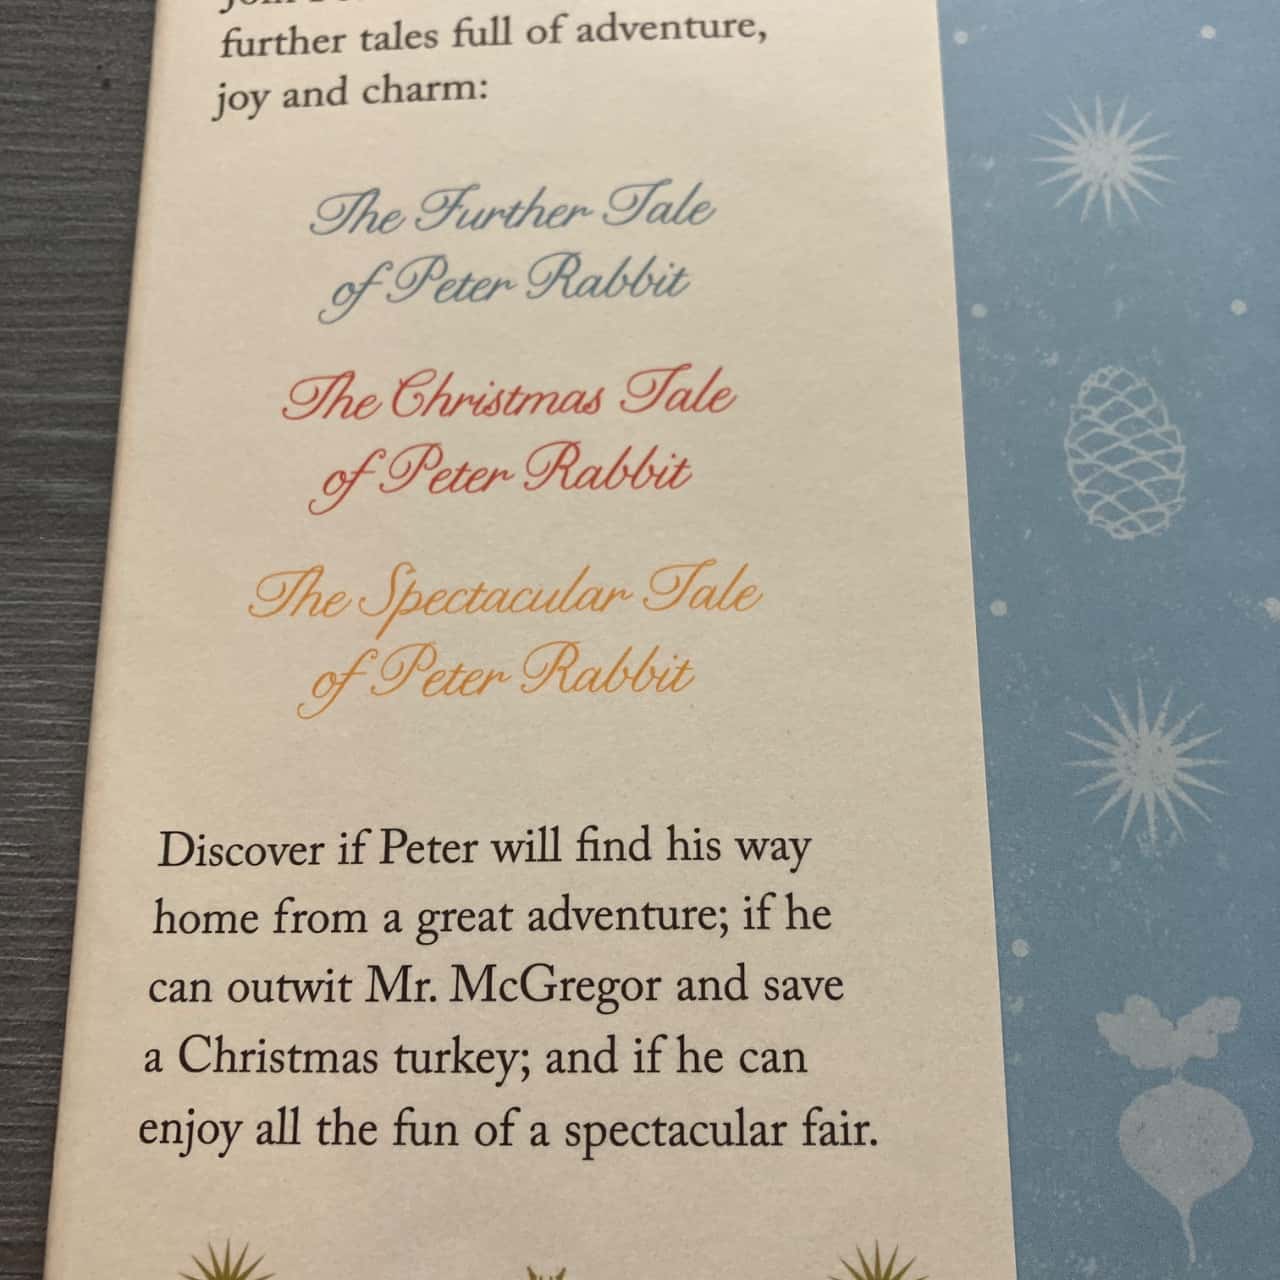 further tales full of adventure,
joy and charm:
The Further Tale
of Peter Rabbit
The Christmas Tale
of Peter Rabbit
The Spectacular Tale
of Peter Rabbit
Discover if Peter will find his way
home from a great adventure; if he
can outwit Mr. McGregor and save
a Christmas turkey; and if he can
enjoy all the fun of a spectacular fair.